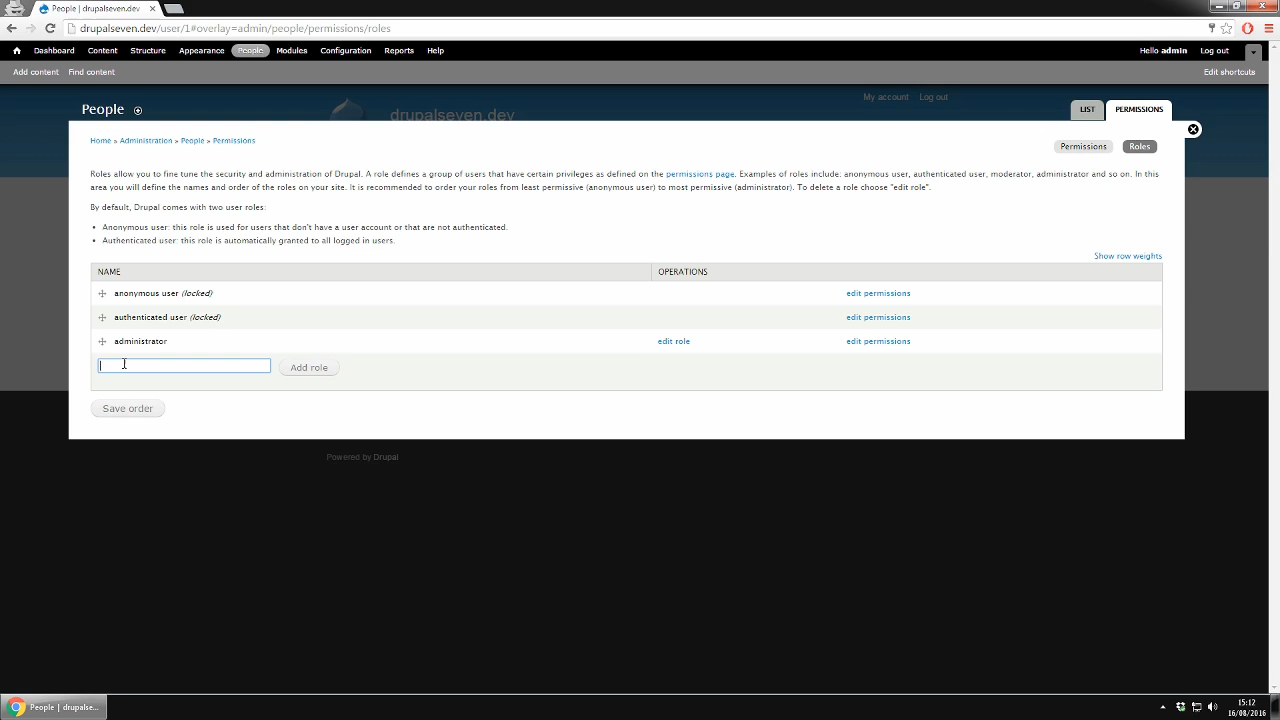 People | drupalseven.dev
drupalseven.dev/user/1#overlay=admin/people/permissions/roles
Dashboard Content Structure Appearance People Modules Configuration Reports Help Hello admin Log out
Add content Find content Edit shortcuts
My account Log out
People drupalseven.dev LIST PERMISSIONS
Home » Administration » People » Permissions
Permissions Roles
Roles allow you to fine tune the security and administration of Drupal. A role defines a group of users that have certain privileges as defined on the permissions page. Examples of roles include: anonymous user, authenticated user, moderator, administrator and so on. In this
area you will define the names and order of the roles on your site. It is recommended to order your roles from least permissive (anonymous user) to most permissive (administrator). To delete a role choose "edit role".
By default, Drupal comes with two user roles:
• Anonymous user: this role is used for users that don't have a user account or that are not authenticated.
• Authenticated user: this role is automatically granted to all logged in users.
Show row weights
NAME OPERATIONS
anonymous user (locked) edit permissions
authenticated user (locked) edit permissions
administrator edit role edit permissions
Add role
Save order
Powered by Drupal
People | drupalse...
15:12
16/08/2016